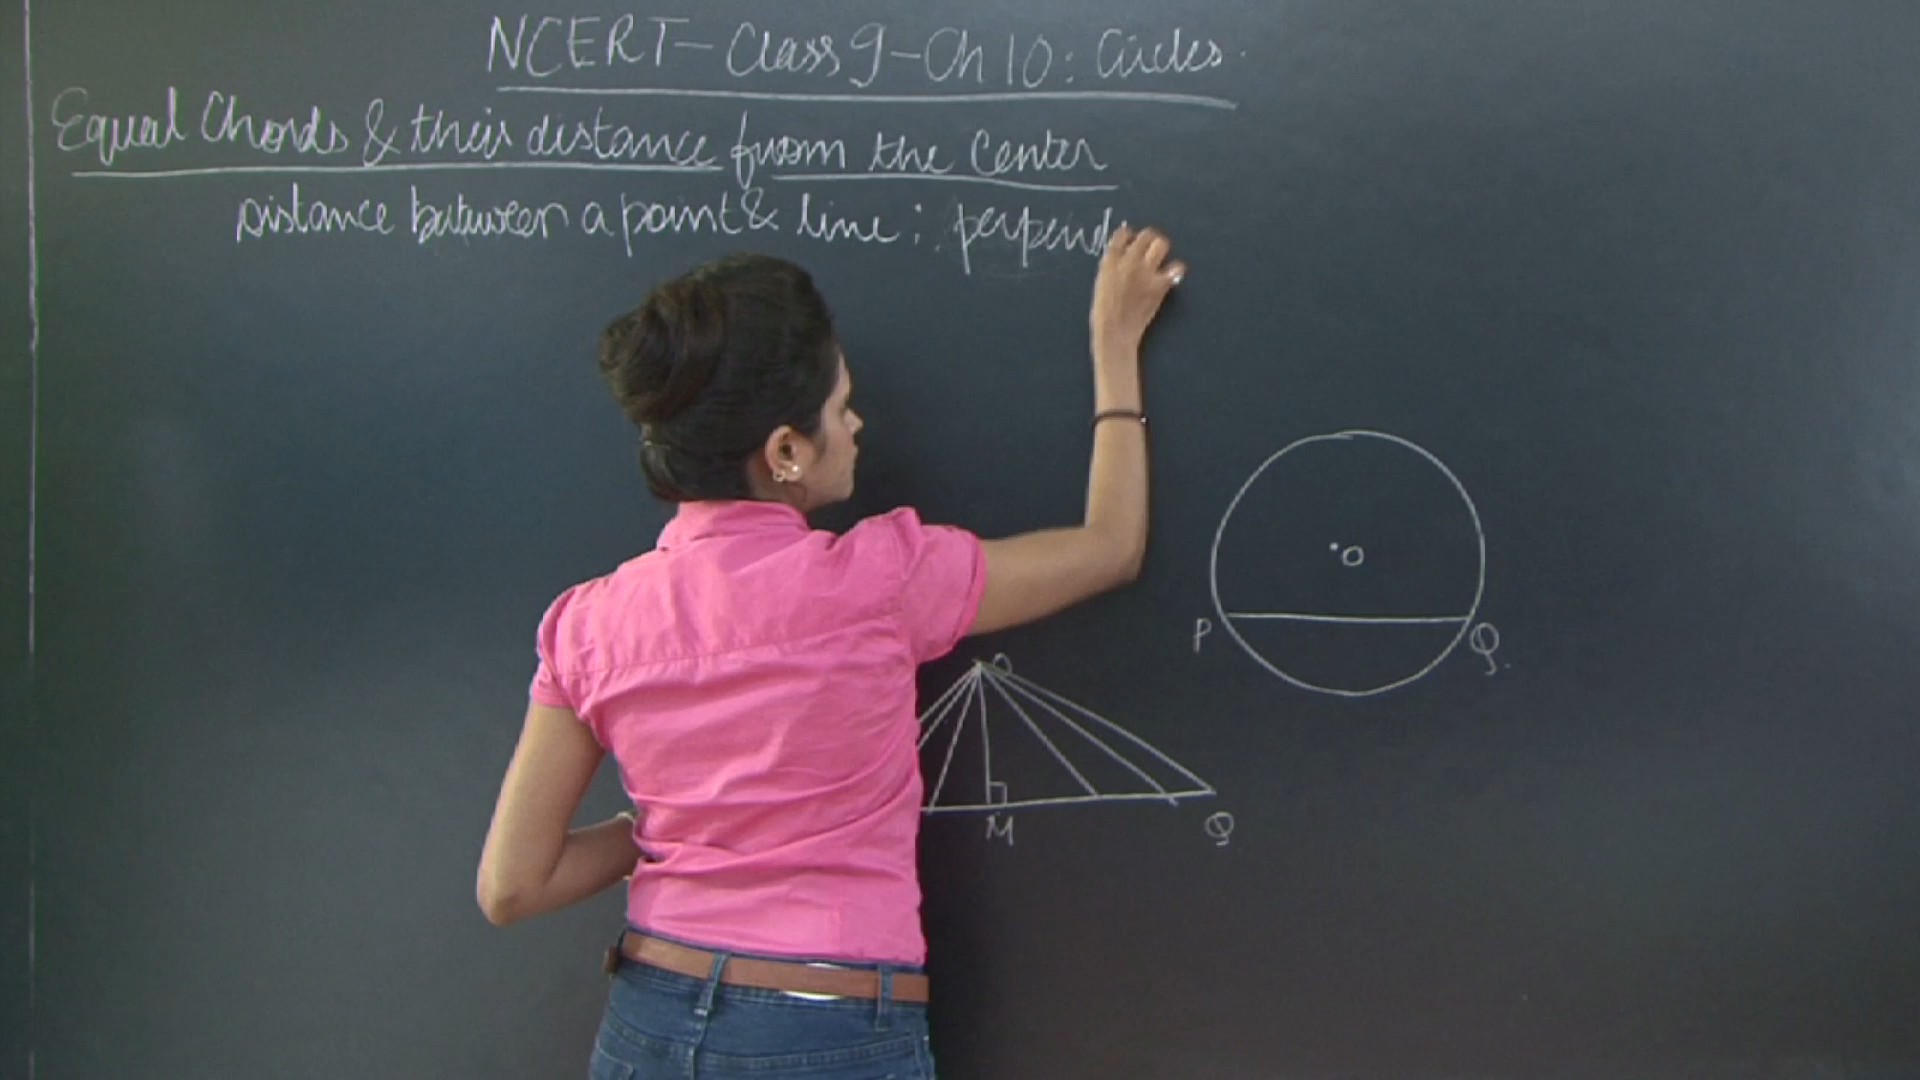 NCERT - Class 9 - Ch 10 : Circles.
Equal Chords & their distance from the Center
Distance between a point & line : perpend
O
P
Q.
O
M
Q